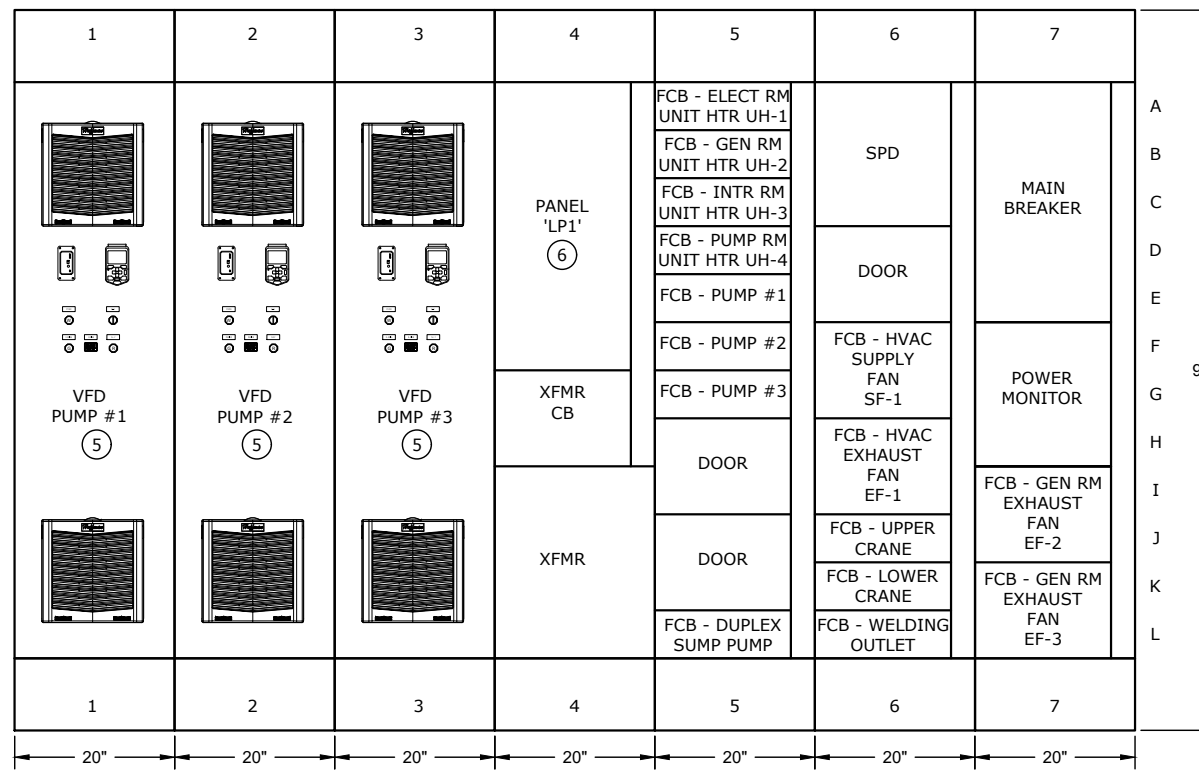 1 2 3 4 5 6 7
VFD
PUMP #1
5
VFD
PUMP #2
5
VFD
PUMP #3
5
PANEL
'LP1'
6
XFMR
CB
XFMR
FCB - ELECT RM
UNIT HTR UH-1
FCB - GEN RM
UNIT HTR UH-2
FCB - INTR RM
UNIT HTR UH-3
FCB - PUMP RM
UNIT HTR UH-4
FCB - PUMP #1
FCB - PUMP #2
FCB - PUMP #3
DOOR
DOOR
FCB - DUPLEX
SUMP PUMP
SPD
DOOR
FCB - HVAC
SUPPLY
FAN
SF-1
FCB - HVAC
EXHAUST
FAN
EF-1
FCB - UPPER
CRANE
FCB - LOWER
CRANE
FCB - WELDING
OUTLET
MAIN
BREAKER
POWER
MONITOR
FCB - GEN RM
EXHAUST
FAN
EF-2
FCB - GEN RM
EXHAUST
FAN
EF-3
A
B
C
D
E
F
G
H
I
J
K
L
9
1 2 3 4 5 6 7
20" 20" 20" 20" 20" 20" 20"